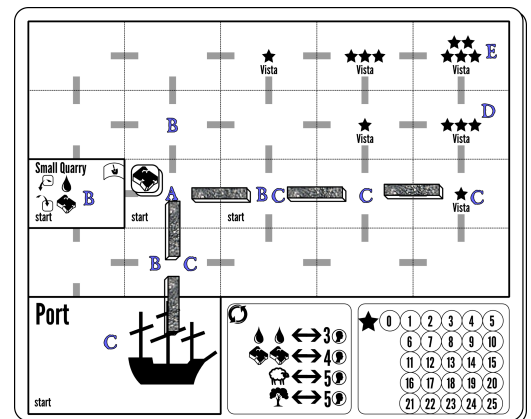 E
Vista
Vista
Vista
D
B
Vista
Vista
Small Quarry
B
start
A
start
B C
start
C
C
Vista
B C
Port
C
start
3
4
5
5
0 1 2 3 4 5
6 7 8 9 10
11 12 13 14 15
16 17 18 19 20
21 22 23 24 25